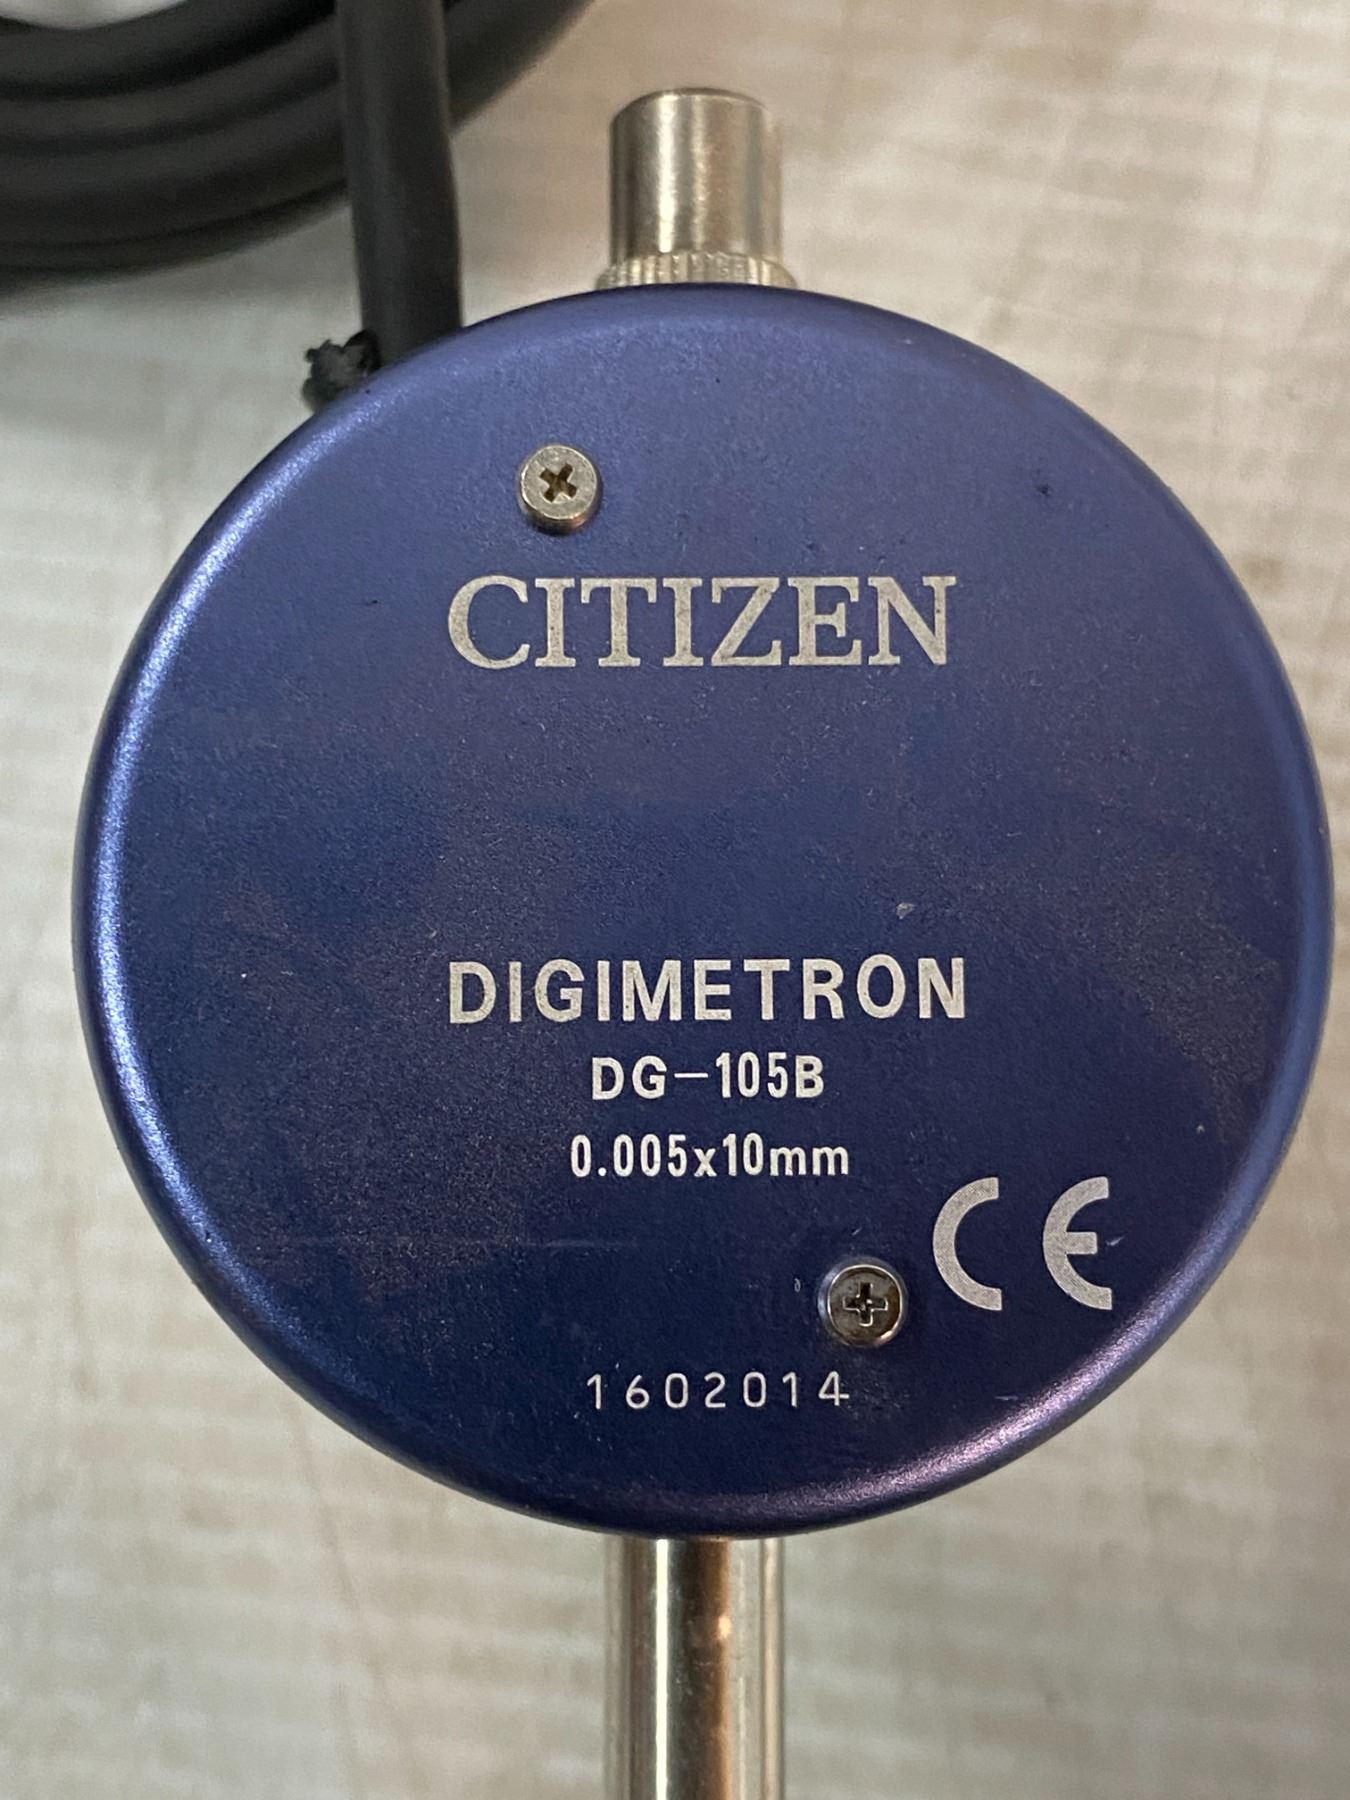 CITIZEN
DIGIMETRON
DG-105B
0.005x10mm
CE
1602014